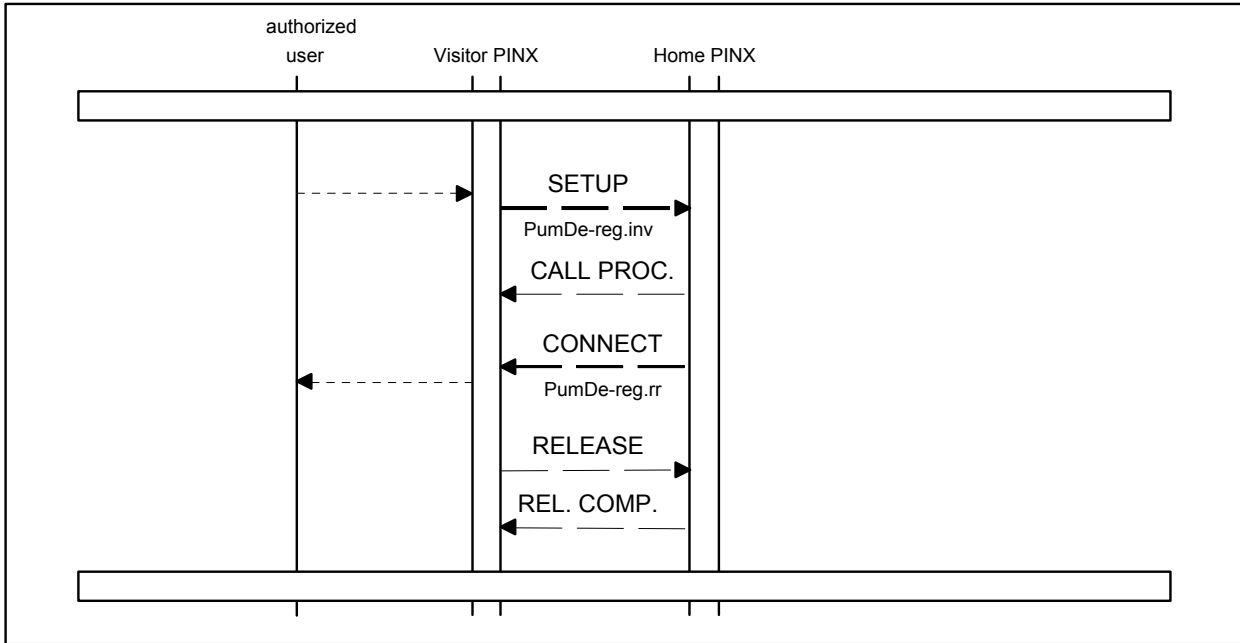 authorized
user
Visitor PINX
Home PINX
SETUP
PumDe-reg.inv
CALL PROC.
CONNECT
PumDe-reg.rr
RELEASE
REL. COMP.